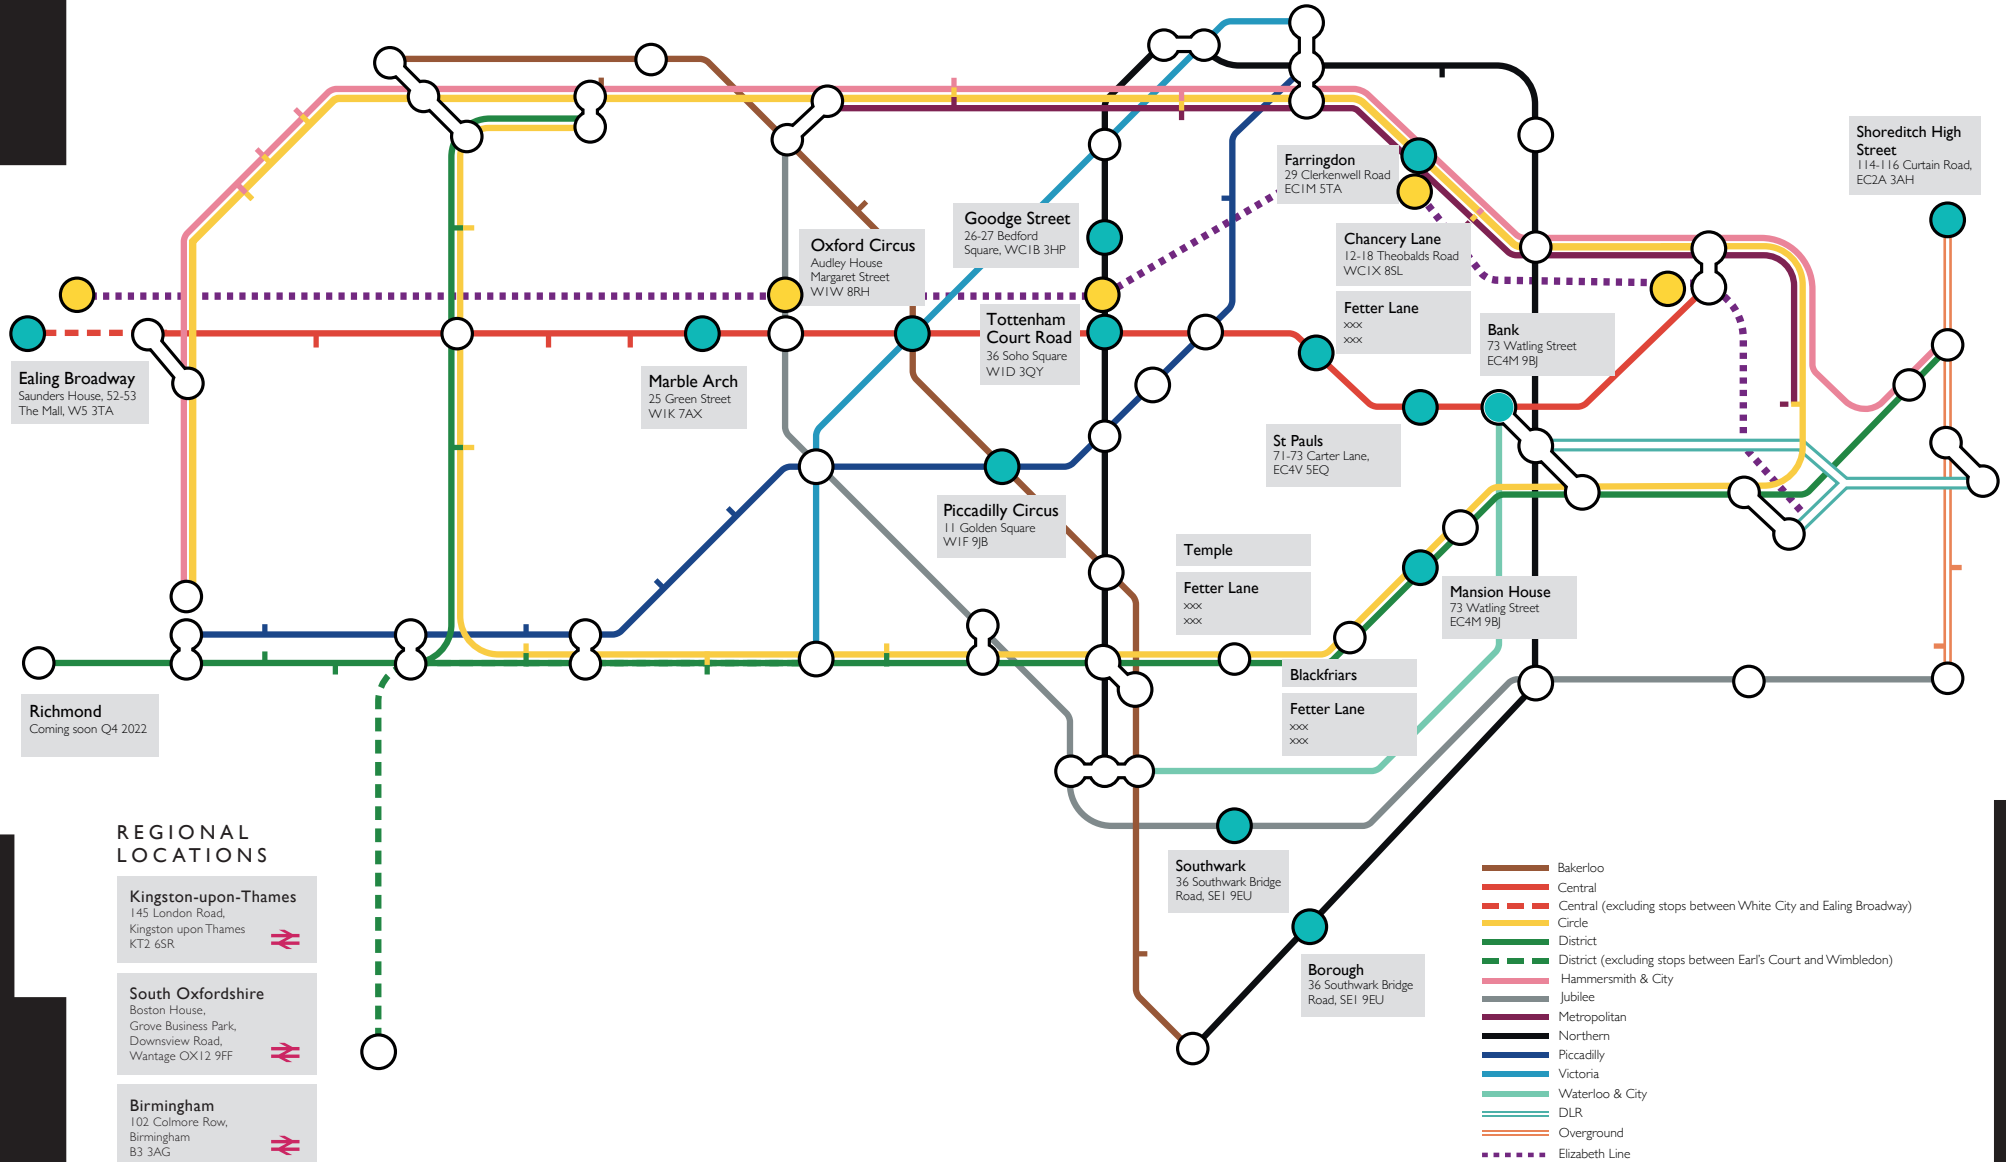 Shoreditch High
Street
114-116 Curtain Road,
EC2A 3AH
Farringdon
29 Clerkenwell Road
EC1M 5TA
Goodge Street
26-27 Bedford
Square, WC1B 3HP
Oxford Circus
Audley House
Margaret Street
W1W 8RH
Chancery Lane
12-18 Theobalds Road
WC1X 8SL
Fetter Lane
xxx
xxx
Tottenham
Court Road
36 Soho Square
W1D 3QY
Bank
73 Watling Street
EC4M 9BJ
Ealing Broadway
Saunders House, 52-53
The Mall, W5 3TA
Marble Arch
25 Green Street
W1K 7AX
St Pauls
71-73 Carter Lane,
EC4V 5EQ
Piccadilly Circus
11 Golden Square
W1F 9JB
Temple
Fetter Lane
xxx
xxx
Mansion House
73 Watling Street
EC4M 9BJ
Blackfriars
Fetter Lane
xxx
xxx
Richmond
Coming soon Q4 2022
Southwark
36 Southwark Bridge
Road, SE1 9EU
Borough
36 Southwark Bridge
Road, SE1 9EU
REGIONAL
LOCATIONS
Kingston-upon-Thames
145 London Road,
Kingston upon Thames
KT2 6SR
South Oxfordshire
Boston House,
Grove Business Park,
Downsview Road,
Wantage OX12 9FF
Birmingham
102 Colmore Row,
Birmingham
B3 3AG
Bakerloo
Central
Central (excluding stops between White City and Ealing Broadway)
Circle
District
District (excluding stops between Earl's Court and Wimbledon)
Hammersmith & City
Jubilee
Metropolitan
Northern
Piccadilly
Victoria
Waterloo & City
DLR
Overground
Elizabeth Line